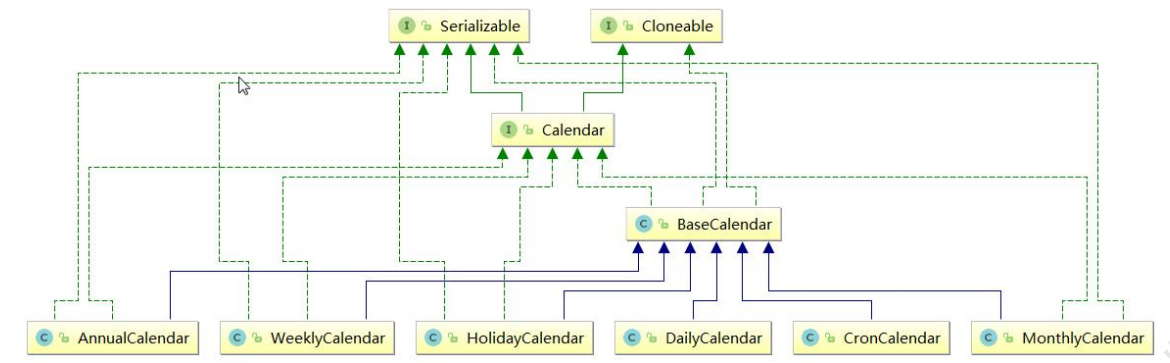 I Serializable
I Cloneable
I Calendar
C BaseCalendar
C AnnualCalendar
C WeeklyCalendar
C HolidayCalendar
C DailyCalendar
C CronCalendar
C MonthlyCalendar